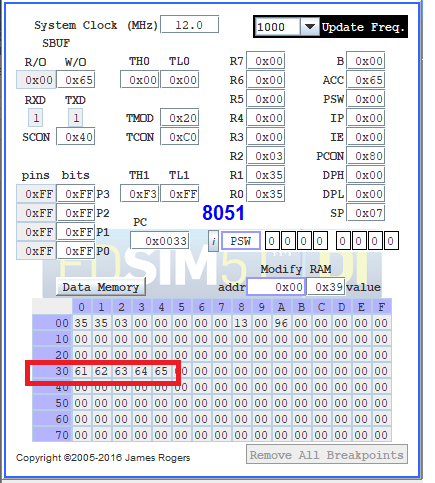 System Clock (MHz) 12.0 1000 Update Freq.
SBUF
R/O W/O TH0 TL0 R7 0x00 B 0x00
0x00 0x65 0x00 0x00 R6 0x00 ACC 0x65
RXD TXD R5 0x00 PSW 0x00
1 1 TMOD 0x20 R4 0x00 IP 0x00
SCON 0x40 TCON 0xC0 R3 0x00 IE 0x00
R2 0x03 PCON 0x80
pins bits TH1 TL1 R1 0x35 DPH 0x00
0xFF 0xFF P3 0xF3 0xFF R0 0x35 DPL 0x00
0xFF 0xFF P2 8051 SP 0x07
0xFF 0xFF P1 PC
0xFF 0xFF P0 0x0033 i PSW 0 0 0 0 0 0 0 0
EDSIM51 DI
Modify RAM
Data Memory addr 0x00 0x39 value
0 1 2 3 4 5 6 7 8 9 A B C D E F
00 35 35 03 00 00 00 00 00 13 00 96 00 00 00 00 00
10 00 00 00 00 00 00 00 00 00 00 00 00 00 00 00 00
20 00 00 00 00 00 00 00 00 00 00 00 00 00 00 00 00
30 61 62 63 64 65 00 00 00 00 00 00 00 00 00 00 00
40 00 00 00 00 00 00 00 00 00 00 00 00 00 00 00 00
50 00 00 00 00 00 00 00 00 00 00 00 00 00 00 00 00
60 00 00 00 00 00 00 00 00 00 00 00 00 00 00 00 00
70 00 00 00 00 00 00 00 00 00 00 00 00 00 00 00 00
Copyright ©2005-2016 James Rogers Remove All Breakpoints